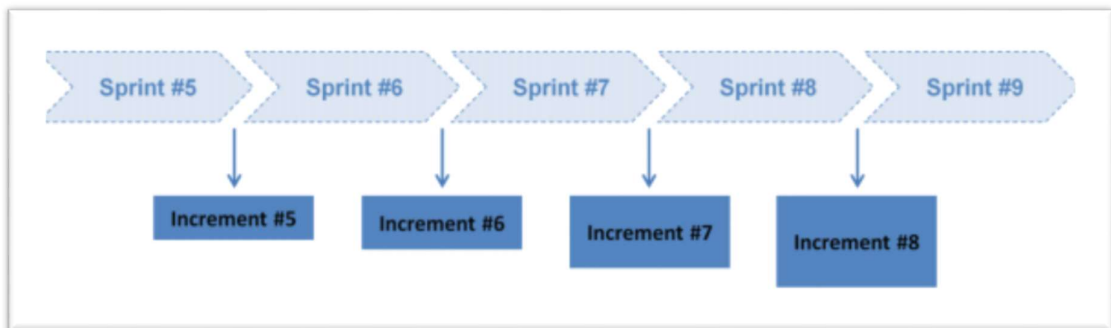 Sprint #5
Sprint #6
Sprint #7
Sprint #8
Sprint #9
Increment #5
Increment #6
Increment #7
Increment #8